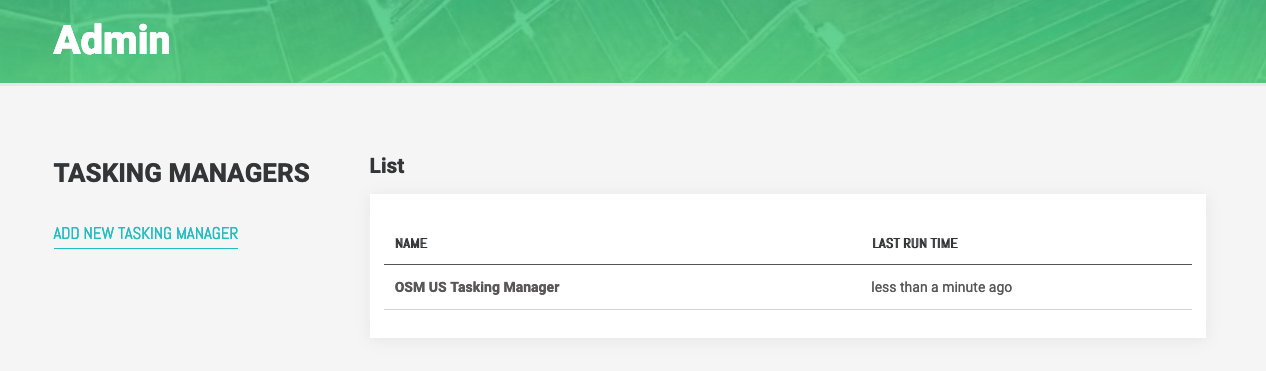 Admin
TASKING MANAGERS
ADD NEW TASKING MANAGER
List
NAME LAST RUN TIME
OSM US Tasking Manager less than a minute ago